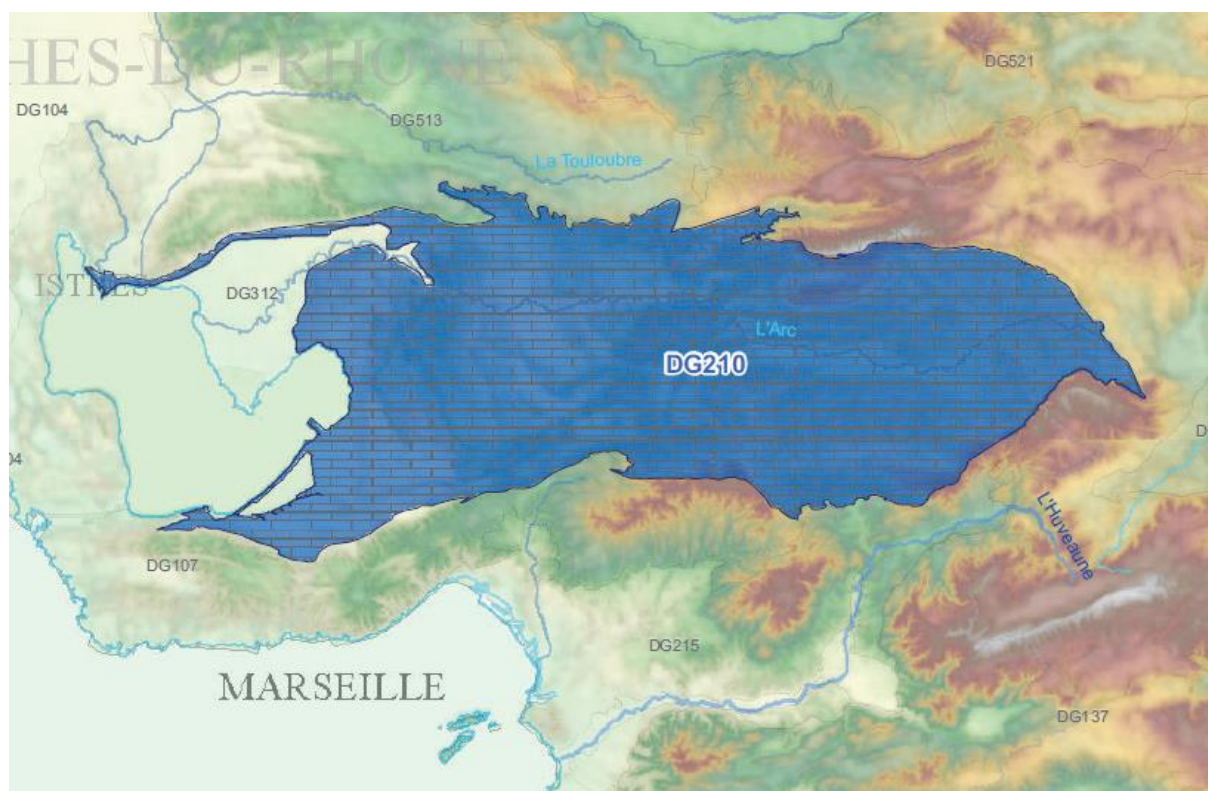 HES-DU-RHONE
DG521
DG104
DG513
La Touloubre
ISTRES
DG312
L'Arc
DG210
D
04
L'Huveaune
DG107
DG215
MARSEILLE
DG137